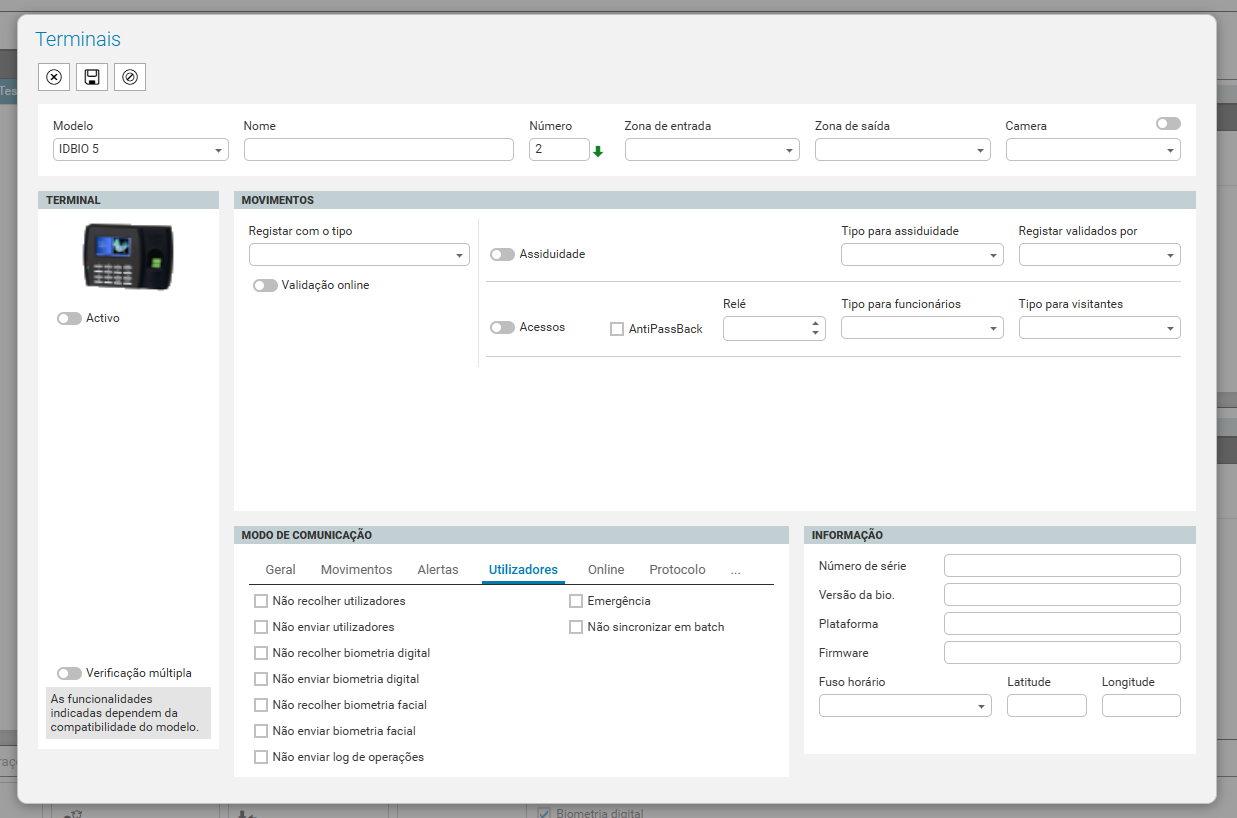 Terminais
Modelo
Nome
Número
Zona de entrada
Zona de saída
Camera
IDBIO 5
2
TERMINAL
Activo
Verificação múltipla
As funcionalidades
indicadas dependem da
compatibilidade do modelo.
MOVIMENTOS
Registar com o tipo
Validação online
Assiduidade
Tipo para assiduidade
Registar validados por
Acessos
AntiPassBack
Relé
Tipo para funcionários
Tipo para visitantes
MODO DE COMUNICAÇÃO
Geral
Movimentos
Alertas
Utilizadores
Online
Protocolo
...
Não recolher utilizadores
Não enviar utilizadores
Não recolher biometria digital
Não enviar biometria digital
Não recolher biometria facial
Não enviar biometria facial
Não enviar log de operações
Emergência
Não sincronizar em batch
INFORMAÇÃO
Número de série
Versão da bio.
Plataforma
Firmware
Fuso horário
Latitude
Longitude
Biometria digital